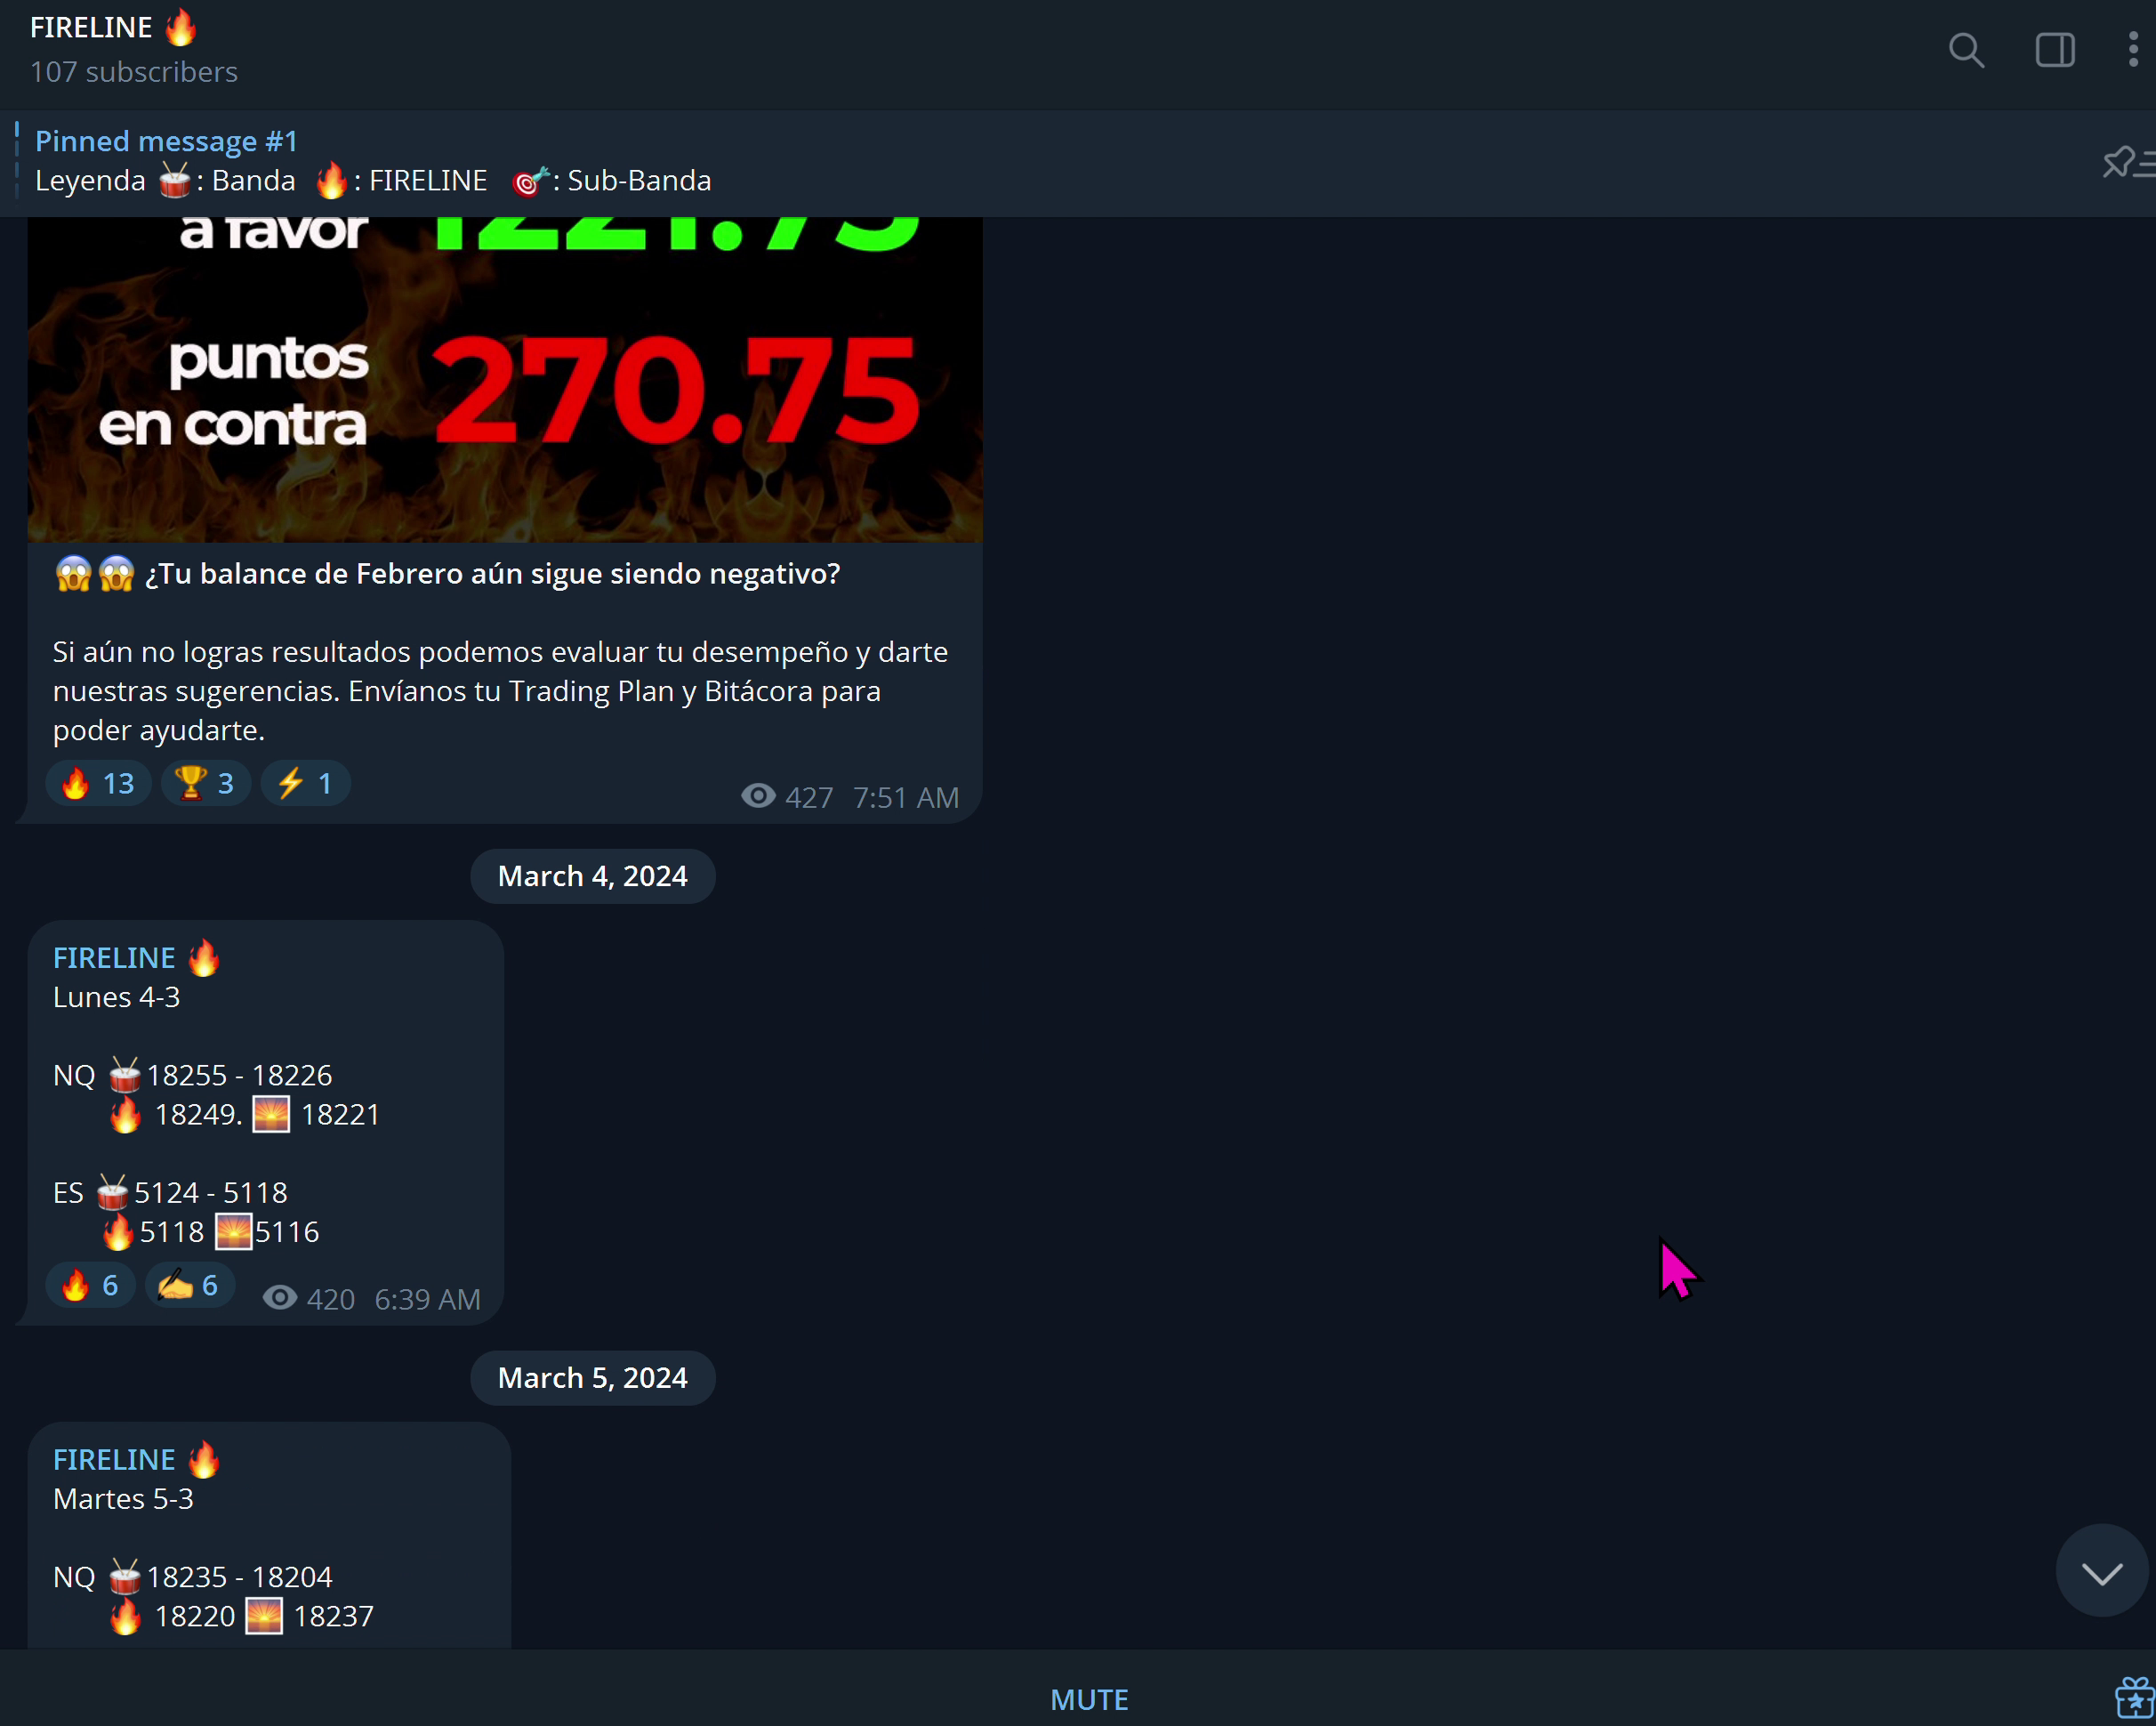 FIRELINE 🔥
107 subscribers
Pinned message #1
Leyenda 🥁: Banda 🔥: FIRELINE 🎯: Sub-Banda
a favor 1221.75
puntos
en contra 270.75
😱😱 ¿Tu balance de Febrero aún sigue siendo negativo?
Si aún no logras resultados podemos evaluar tu desempeño y darte
nuestras sugerencias. Envíanos tu Trading Plan y Bitácora para
poder ayudarte.
🔥 13 🏆 3 ⚡ 1 427 7:51 AM
March 4, 2024
FIRELINE 🔥
Lunes 4-3
NQ 🥁18255 - 18226
🔥 18249. 🌅 18221
ES 🥁5124 - 5118
🔥5118 🌅5116
🔥 6 ✍ 6 420 6:39 AM
March 5, 2024
FIRELINE 🔥
Martes 5-3
NQ 🥁18235 - 18204
🔥 18220 🌅 18237
MUTE